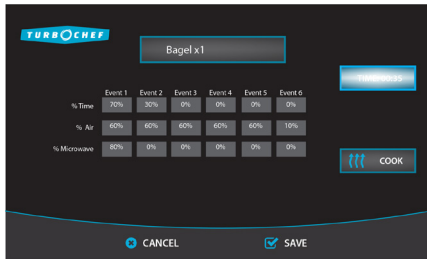 TURBOCHEF
Bagel x1
Event 1 Event 2 Event 3 Event 4 Event 5 Event 6
% Time 70% 30% 0% 0% 0% 0%
% Air 60% 60% 60% 60% 60% 10%
% Microwave 80% 0% 0% 0% 0% 0%
COOK
CANCEL SAVE